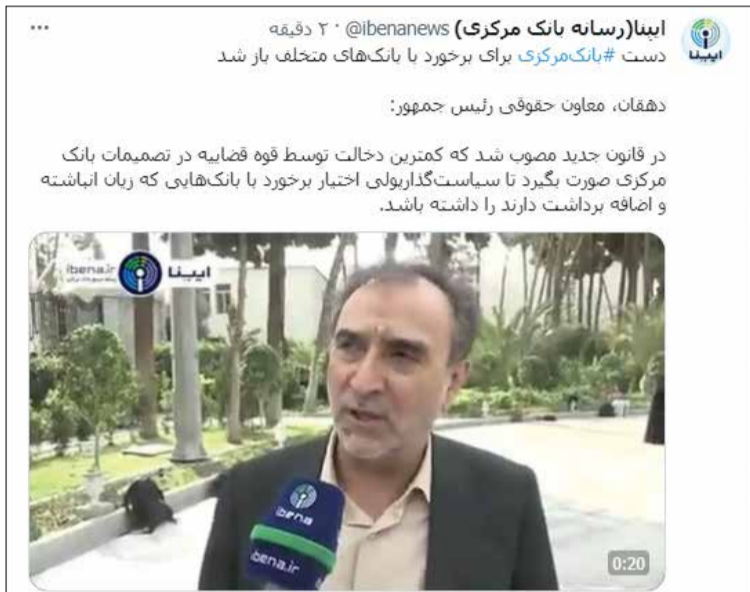 ایبِنا(رسانه بانک مرکزی) @ibenanews · ۲ دقیقه
ایبنا
دست #بانک‌مرکزی برای برخورد با بانک‌های متخلف باز شد
دهقان، معاون حقوقی رئیس جمهور:
در قانون جدید مصوب شد که کمترین دخالت توسط قوه قضاییه در تصمیمات بانک
مرکزی صورت بگیرد تا سیاست‌گذارپولی اختیار برخورد با بانک‌هایی که زیان انباشته
و اضافه برداشت دارند را داشته باشد.
ibena.ir
ایبنا
ibena
ibena.ir
0:20